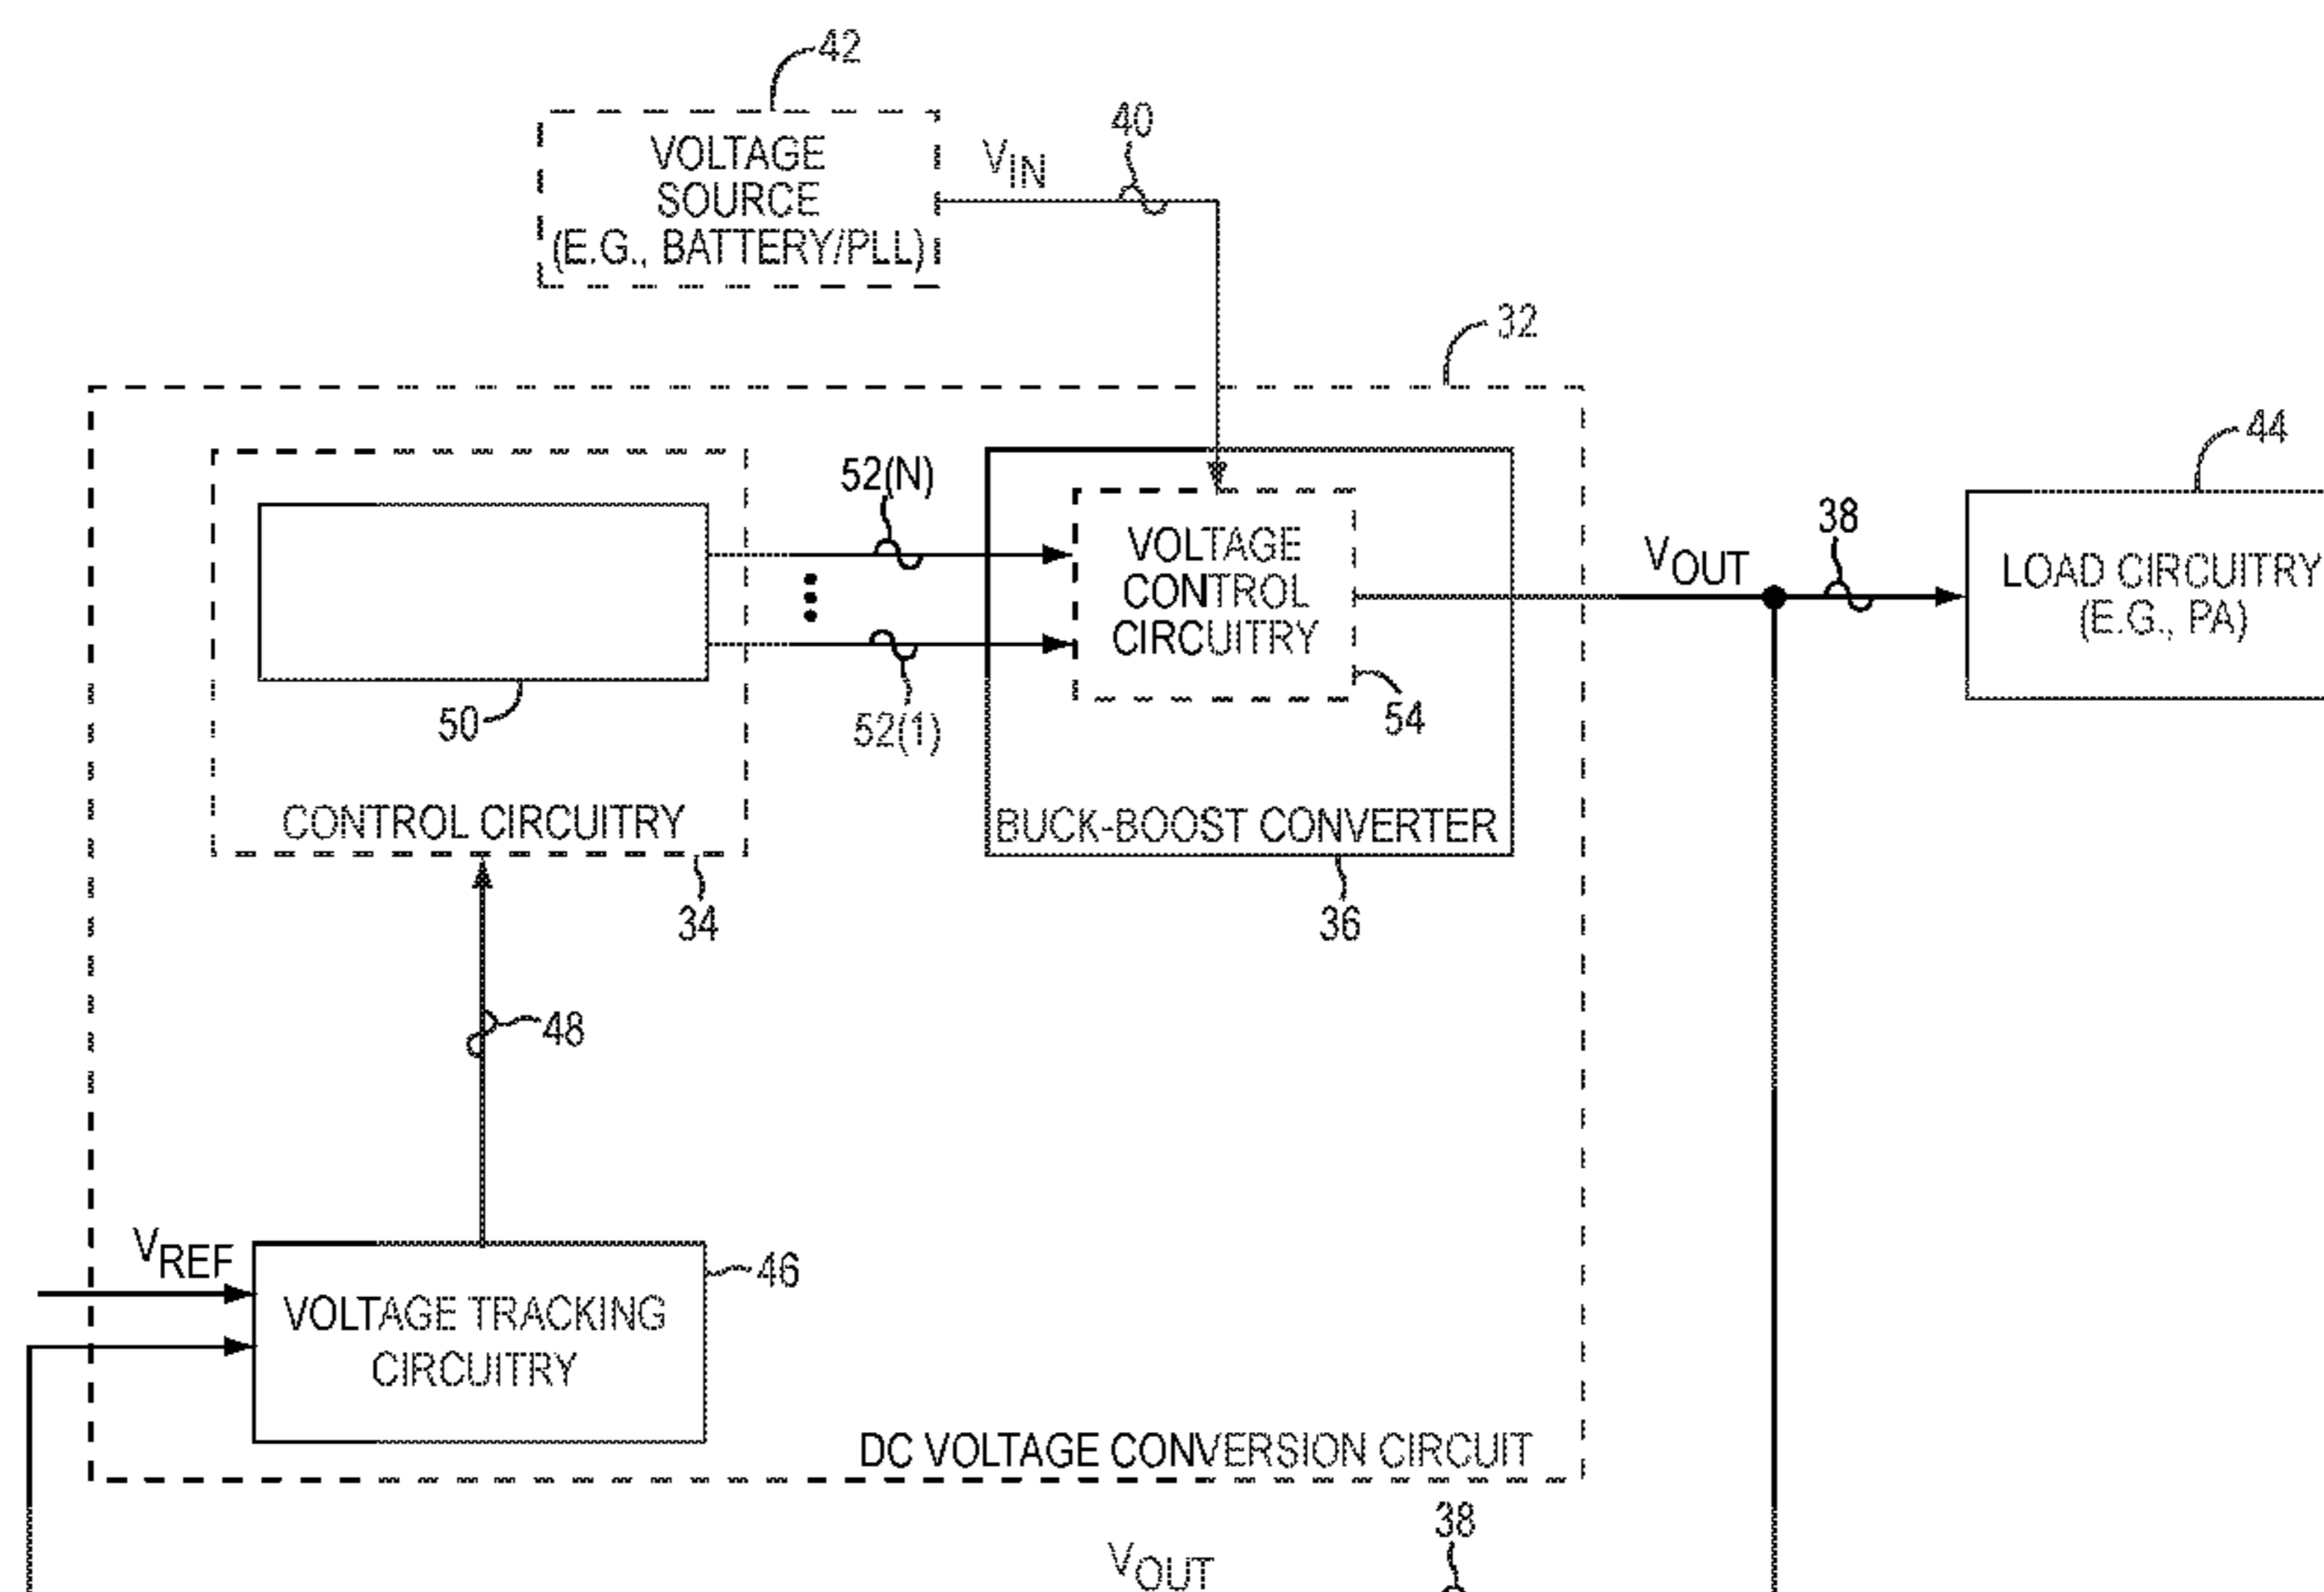 42
VOLTAGE
SOURCE
(E.G., BATTERY/PLL)
VIN
40
32
44
52(N)
VOLTAGE
CONTROL
CIRCUITRY
VOUT
38
LOAD CIRCUITRY
(E.G., PA)
50
52(1)
54
CONTROL CIRCUITRY
BUCK-BOOST CONVERTER
34
36
48
VREF
46
VOLTAGE TRACKING
CIRCUITRY
DC VOLTAGE CONVERSION CIRCUIT
38
VOUT